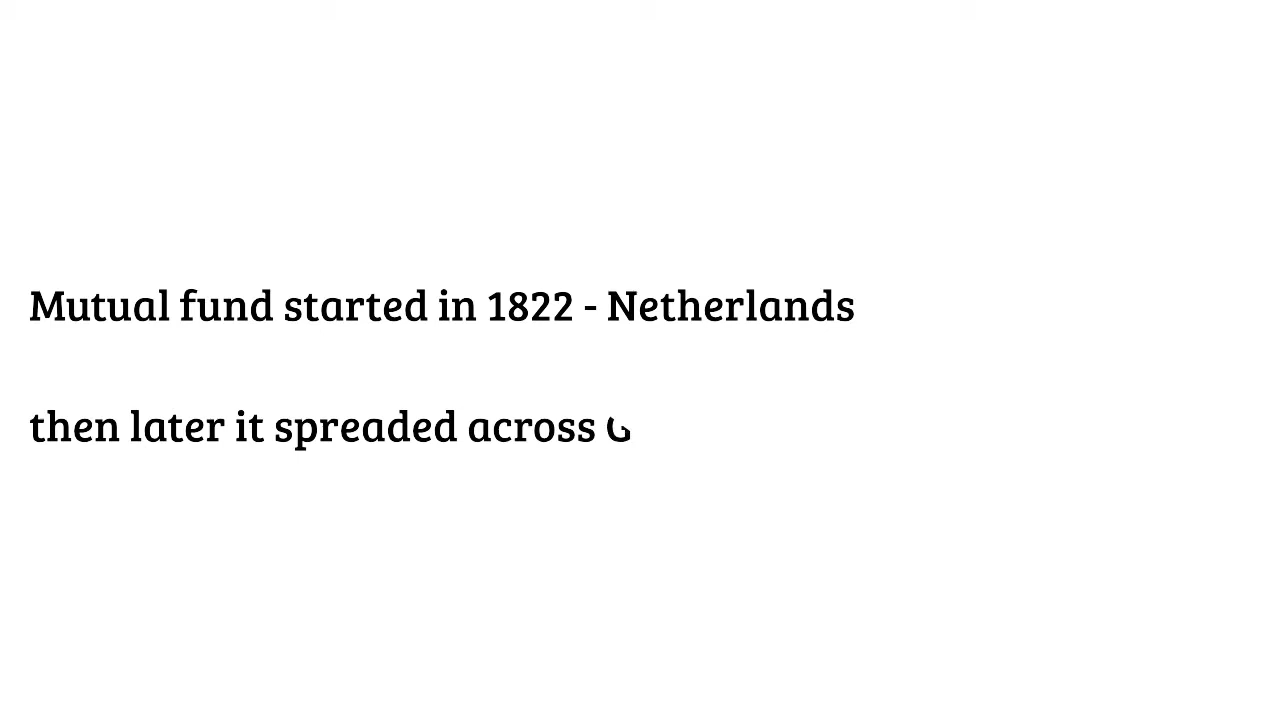 Mutual fund started in 1822 - Netherlands
then later it spreaded across